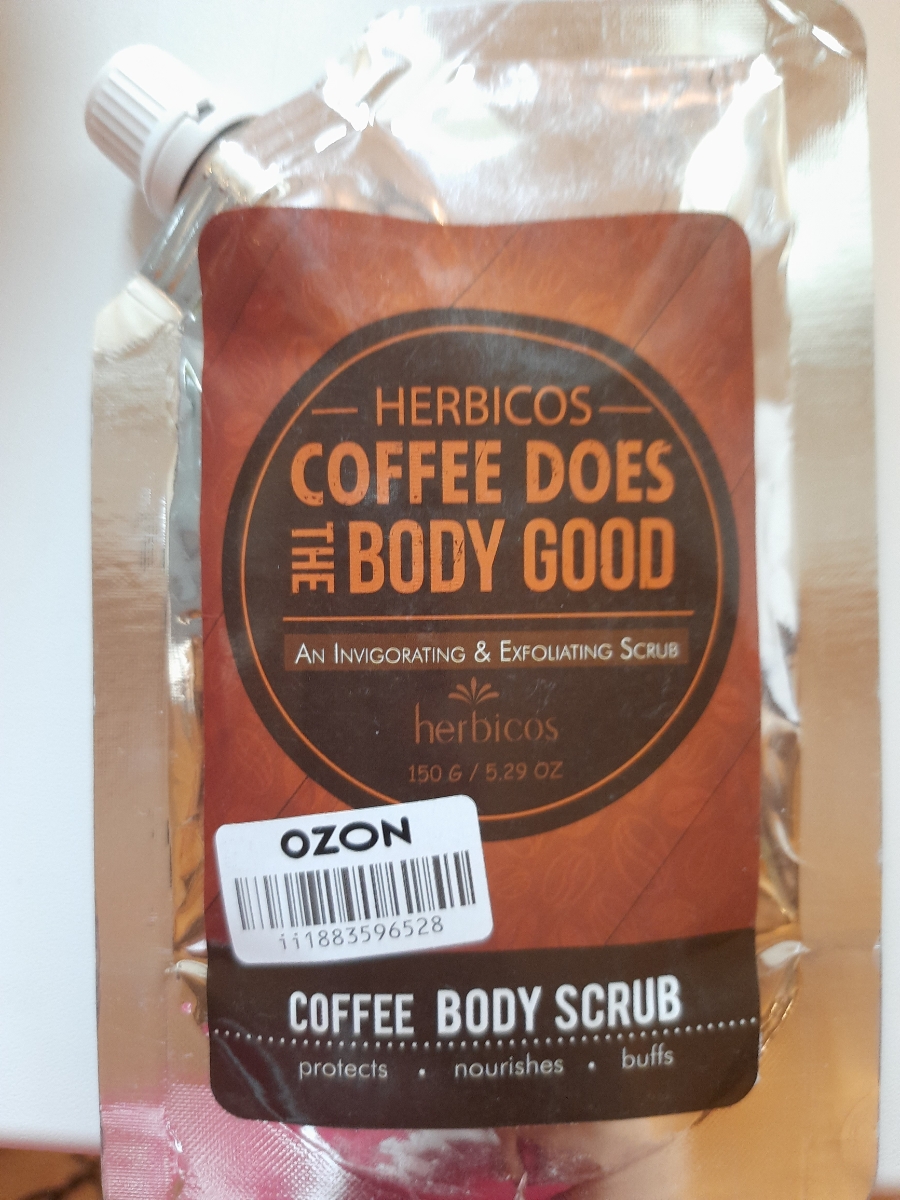 HERBICOS
COFFEE DOES
THE BODY GOOD
AN INVIGORATING & EXFOLIATING SCRUB
herbicos
150 G / 5.29 OZ
OZON
ii1883596528
COFFEE BODY SCRUB
protects • nourishes • buffs